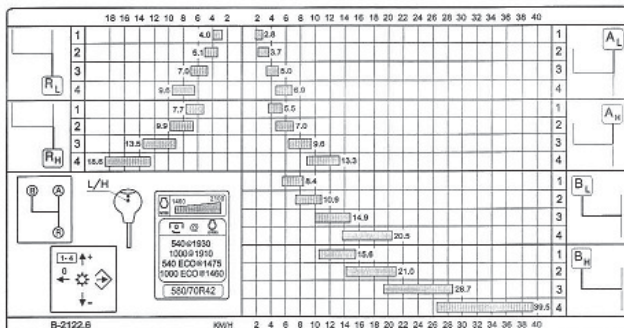 18 16 14 12 10 8 6 4 2 2 4 6 8 10 12 14 16 18 20 22 24 26 28 30 32 34 36 38 40
1 4.0 2.8 1 A L
2 5.1 3.7 2
3 7.0 5.0 3
R L 4 9.6 6.9 4
1 7.7 5.5 1 A H
2 9.9 7.0 2
3 13.5 9.6 3
R H 4 18.6 13.3 4
8.4 1 B L
10.9 2
14.9 3
20.5 4
15.6 1 B H
21.0 2
28.7 3
39.5 4
B A
R
L/H
1-4
+
0
-
1460 2100
@
540@1930
1000@1910
540 ECO@1475
1000 ECO@1460
580/70R42
B-2122.6 KM/H 2 4 6 8 10 12 14 16 18 20 22 24 26 28 30 32 34 36 38 40